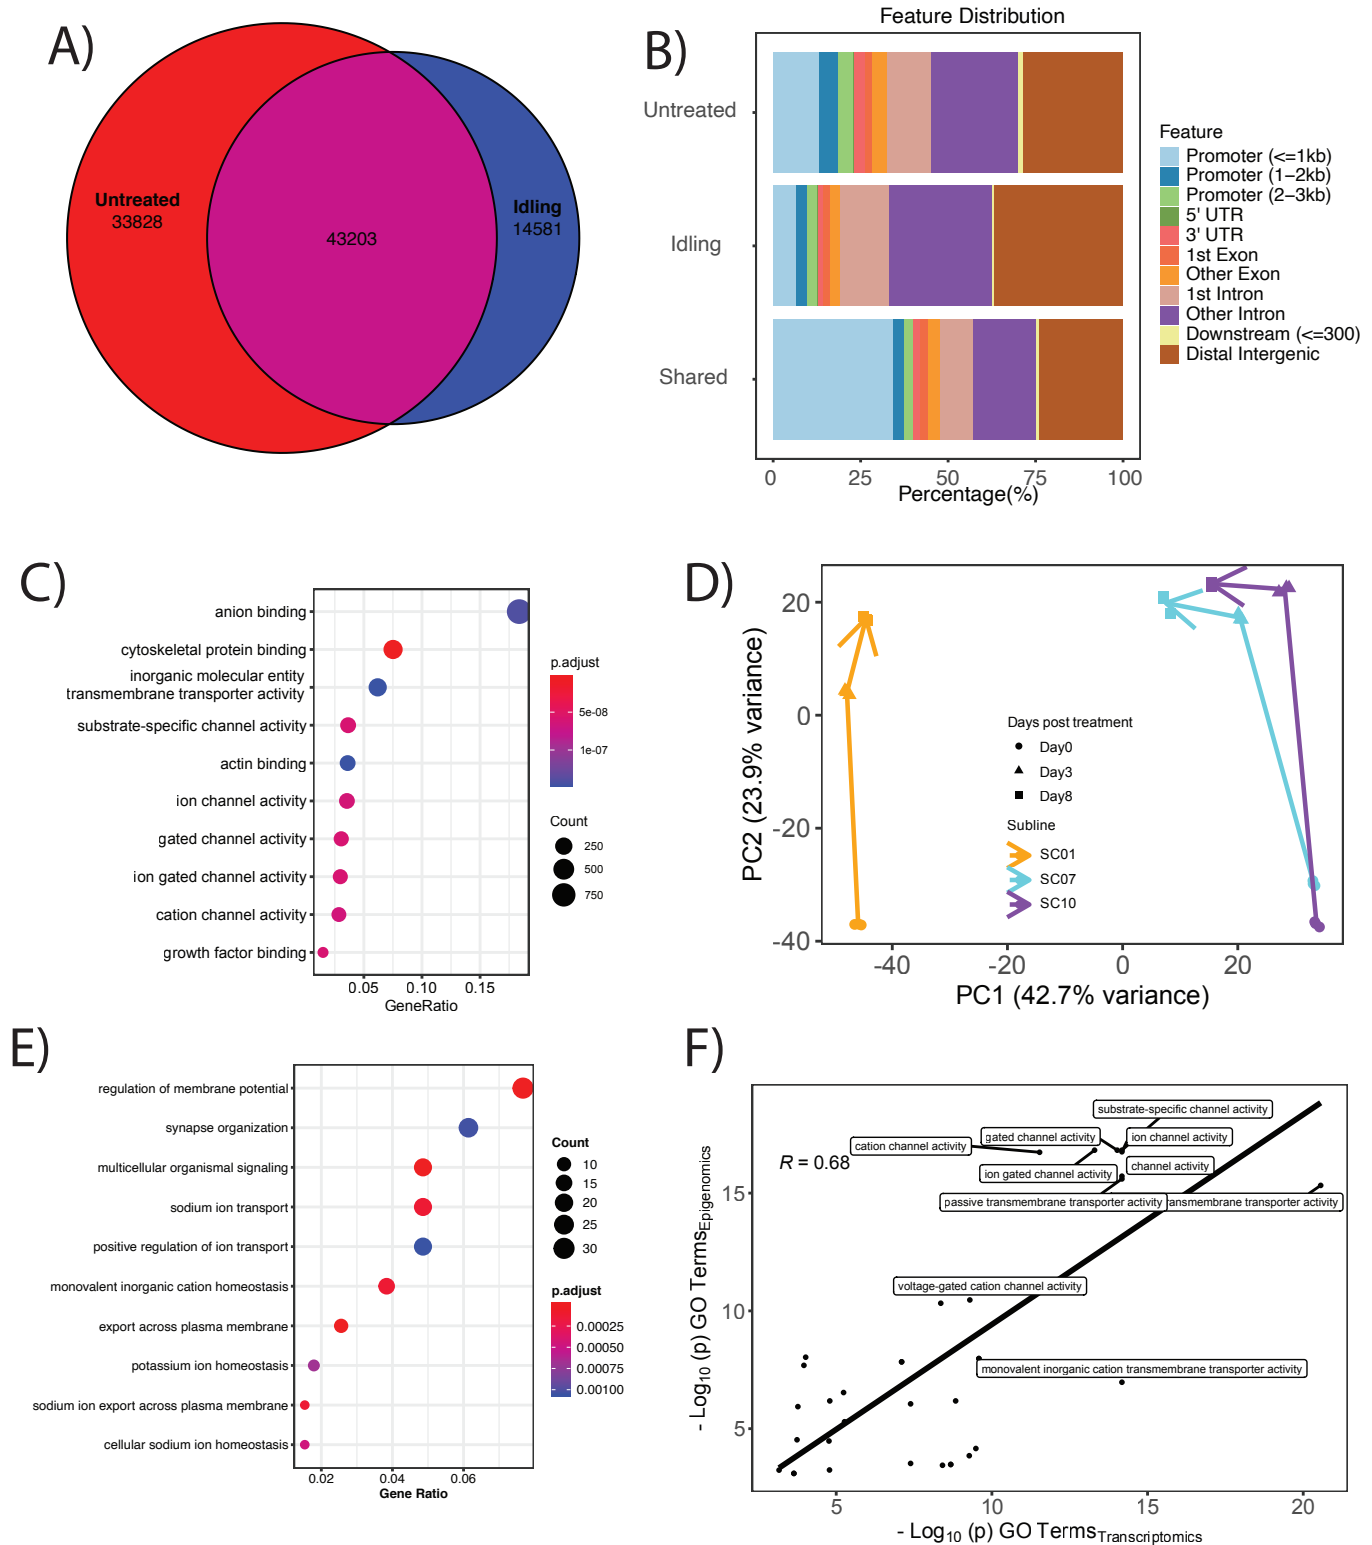 A)
Untreated
33828
43203
Idling
14581
B)
Feature Distribution
Untreated
Idling
Shared
0
25
50
75
100
Percentage(%)
Feature
Promoter (<=1kb)
Promoter (1−2kb)
Promoter (2−3kb)
5' UTR
3' UTR
1st Exon
Other Exon
1st Intron
Other Intron
Downstream (<=300)
Distal Intergenic
C)
anion binding
cytoskeletal protein binding
inorganic molecular entity
transmembrane transporter activity
substrate-specific channel activity
actin binding
ion channel activity
gated channel activity
ion gated channel activity
cation channel activity
growth factor binding
0.05
0.10
0.15
GeneRatio
p.adjust
5e-08
1e-07
Count
250
500
750
D)
PC2 (23.9% variance)
20
0
-20
-40
-40
-20
0
20
PC1 (42.7% variance)
Days post treatment
Day0
Day3
Day8
Subline
SC01
SC07
SC10
E)
regulation of membrane potential
synapse organization
multicellular organismal signaling
sodium ion transport
positive regulation of ion transport
monovalent inorganic cation homeostasis
export across plasma membrane
potassium ion homeostasis
sodium ion export across plasma membrane
cellular sodium ion homeostasis
0.02
0.04
0.06
Gene Ratio
Count
10
15
20
25
30
p.adjust
0.00025
0.00050
0.00075
0.00100
F)
- Log10 (p) GO TermsEpigenomics
15
10
5
R = 0.68
substrate-specific channel activity
gated channel activity
ion channel activity
cation channel activity
channel activity
ion gated channel activity
passive transmembrane transporter activity
ansmembrane transporter activity
voltage-gated cation channel activity
monovalent inorganic cation transmembrane transporter activity
5
10
15
20
- Log10 (p) GO TermsTranscriptomics